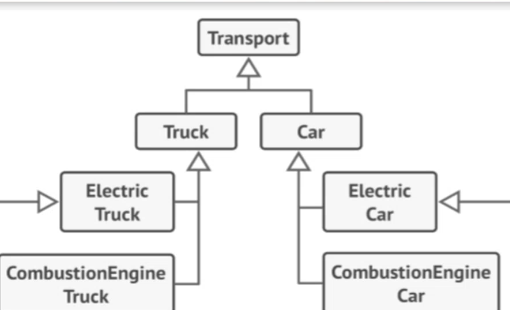 Transport
Truck
Car
Electric
Truck
Electric
Car
CombustionEngine
Truck
CombustionEngine
Car